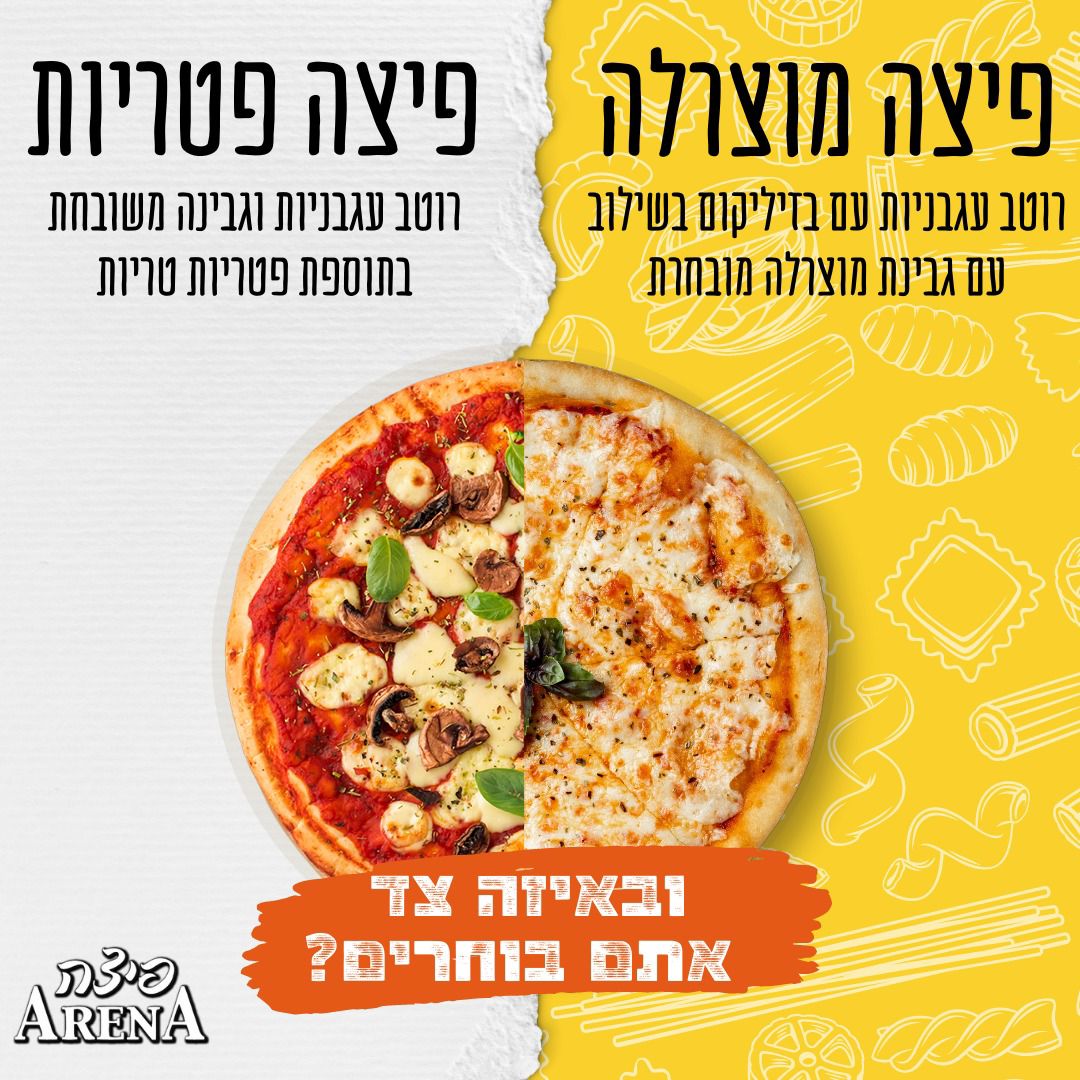 פיצה מוצרלה
רוטב עגבניות עם בזיליקום בשילוב
עם גבינת מוצרלה מובחרת
פיצה פטריות
רוטב עגבניות וגבינה משובחת
בתוספת פטריות טריות
ובאיזה צד
אתם בוחרים?
פיצה
ARENA